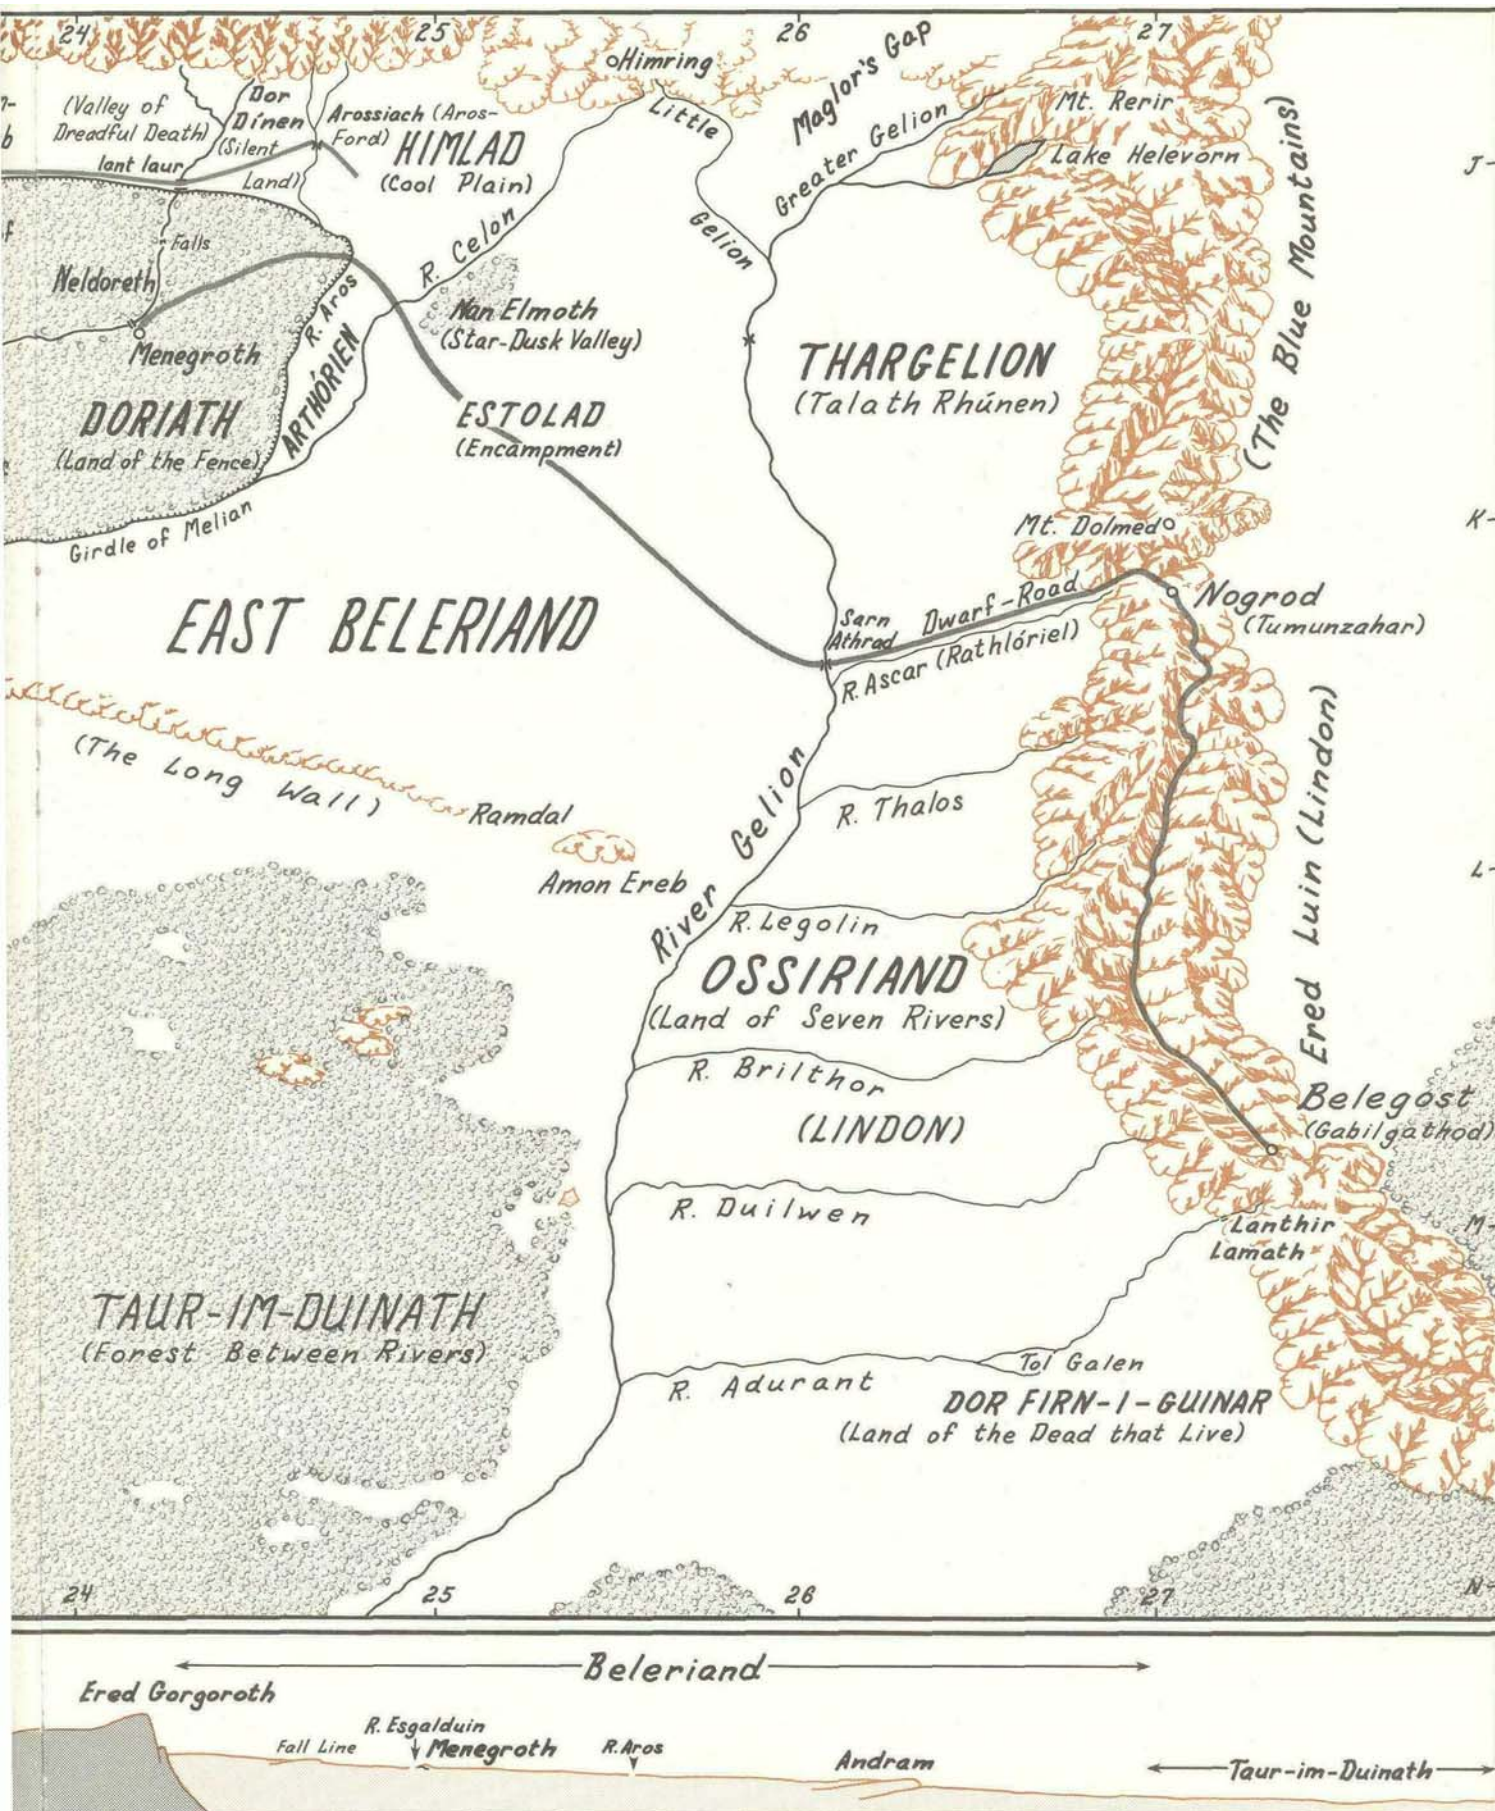 24
25
26
27
Himring
Maglor's Gap
(Valley of
Dreadful Death)
Dor
Dínen
(Silent
Land)
Arossiach (Aros-
Ford)
Iant Iaur
HIMLAD
(Cool Plain)
Little
Gelion
Greater Gelion
Mt. Rerir
Lake Helevorn
J-
Falls
Neldoreth
Menegroth
R. Aros
R. Celon
Nan Elmoth
(Star-Dusk Valley)
THARGELION
(Talath Rhúnen)
(The Blue Mountains)
DORIATH
(Land of the Fence)
ARTHÓRIEN
ESTOLAD
(Encampment)
Girdle of Melian
Mt. Dolmed
K-
EAST BELERIAND
Sarn
Athrad
Dwarf-Road
R. Ascar (Rathlóriel)
Nogrod
(Tumunzahar)
(The Long Wall)
Ramdal
Amon Ereb
River Gelion
R. Thalos
L-
R. Legolin
OSSIRIAND
(Land of Seven Rivers)
Ered Luin (Lindon)
R. Brilthor
(LINDON)
Belegost
(Gabilgathod)
R. Duilwen
Lanthir
Lamath
M-
TAUR-IM-DUINATH
(Forest Between Rivers)
R. Adurant
Tol Galen
DOR FIRN-I-GUINAR
(Land of the Dead that Live)
24
25
26
27
N-
Beleriand
Ered Gorgoroth
Fall Line
R. Esgalduin
Menegroth
R. Aros
Andram
Taur-im-Duinath